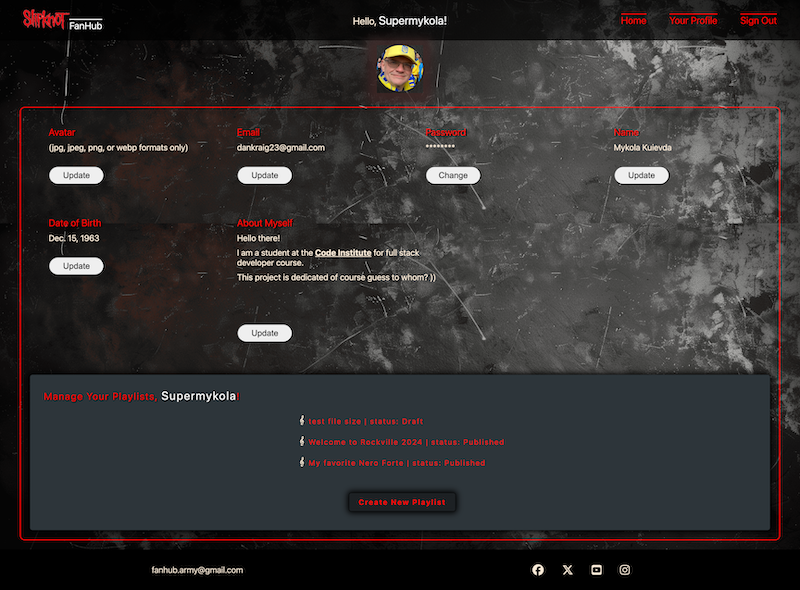 SlipKnoT FanHub
Hello, Supermykola!
Home Your Profile Sign Out
Avatar
(jpg, jpeg, png, or webp formats only)
Update
Email
dankraig23@gmail.com
Update
Password
********
Change
Name
Mykola Kuievda
Update
Date of Birth
Dec. 15, 1963
Update
About Myself
Hello there!
I am a student at the Code Institute for full stack
developer course.
This project is dedicated of course guess to whom? ))
Update
Manage Your Playlists, Supermykola!
test file size | status: Draft
Welcome to Rockville 2024 | status: Published
My favorite Nero Forte | status: Published
Create New Playlist
fanhub.army@gmail.com